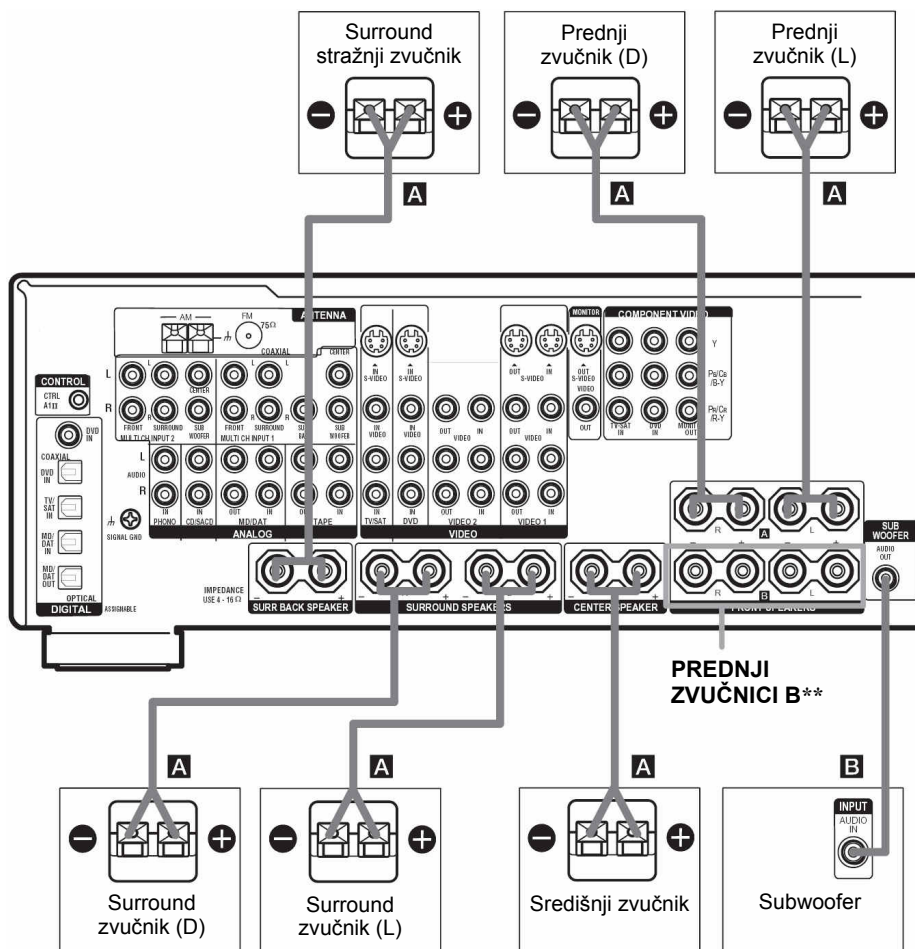 Surround
stražnji zvučnik
Prednji
zvučnik (D)
Prednji
zvučnik (L)
A
A
A
AM
FM
75Ω
ANTENNA
COAXIAL
CENTER
MONITOR
COMPONENT VIDEO
CONTROL
CTRL
A1II
L
R
L
L
R
R
CENTER
FRONT
SURROUND
SUB
WOOFER
FRONT
SURROUND
SUB
WOOFER
MULTI CH INPUT 2
MULTI CH INPUT 1
IN
S-VIDEO
IN
S-VIDEO
OUT
IN
S-VIDEO
OUT
S-VIDEO
VIDEO
OUT
Y
PB/CB
/B-Y
PR/CR
/R-Y
TV-SAT
IN
DVD
IN
MONITOR
OUT
IN
VIDEO
IN
VIDEO
OUT
IN
VIDEO
OUT
IN
VIDEO
DVD
IN
COAXIAL
DVD
IN
TV/
SAT
IN
MD/
DAT
IN
MD/
DAT
OUT
OPTICAL
DIGITAL
ASSIGNABLE
SIGNAL GND
L
AUDIO
R
IN
IN
OUT
IN
OUT
IN
IN
IN
OUT
IN
OUT
IN
PHONO
CD/SACD
MD/DAT
TAPE
TV/SAT
DVD
VIDEO 2
VIDEO 1
ANALOG
VIDEO
R
A
L
SUB
WOOFER
AUDIO
OUT
IMPEDANCE
USE 4 - 16 Ω
SURR BACK SPEAKER
SURROUND SPEAKERS
CENTER SPEAKER
R
B
L
FRONT SPEAKERS
PREDNJI
ZVUČNICI B**
A
A
A
B
INPUT
AUDIO
IN
Surround
zvučnik (D)
Surround
zvučnik (L)
Središnji zvučnik
Subwoofer